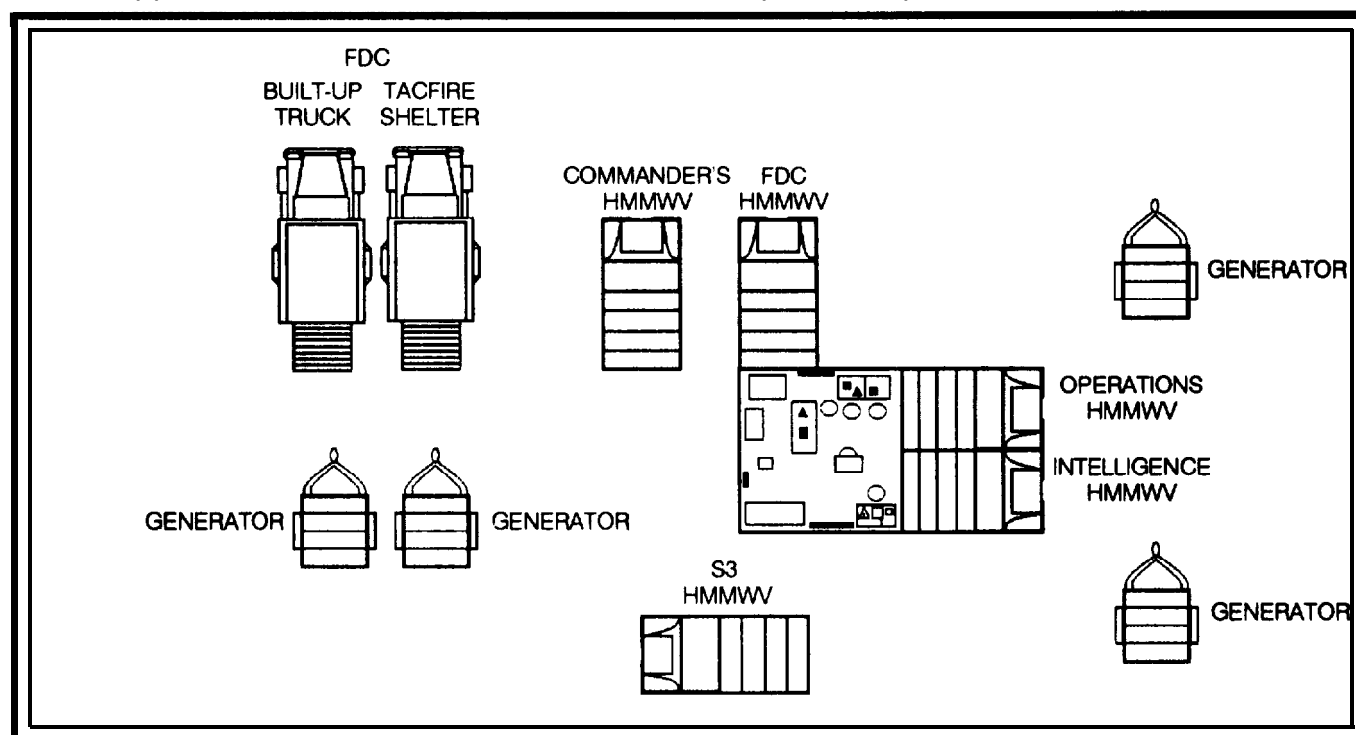 FDC
BUILT-UP TRUCK
TACFIRE SHELTER
COMMANDER'S
HMMWV
FDC
HMMWV
GENERATOR
OPERATIONS
HMMWV
INTELLIGENCE
HMMWV
GENERATOR
GENERATOR
S3
HMMWV
GENERATOR